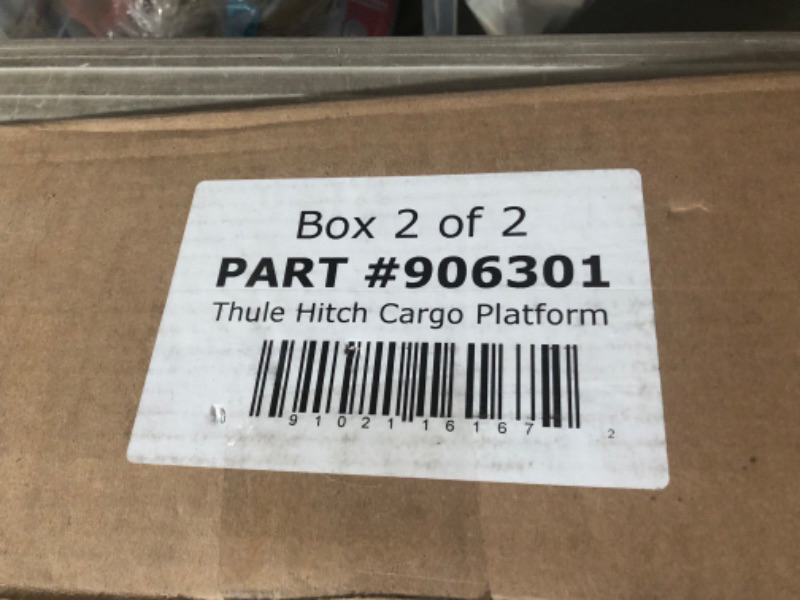 Box 2 of 2
PART #906301
Thule Hitch Cargo Platform
0 91021 16167 2